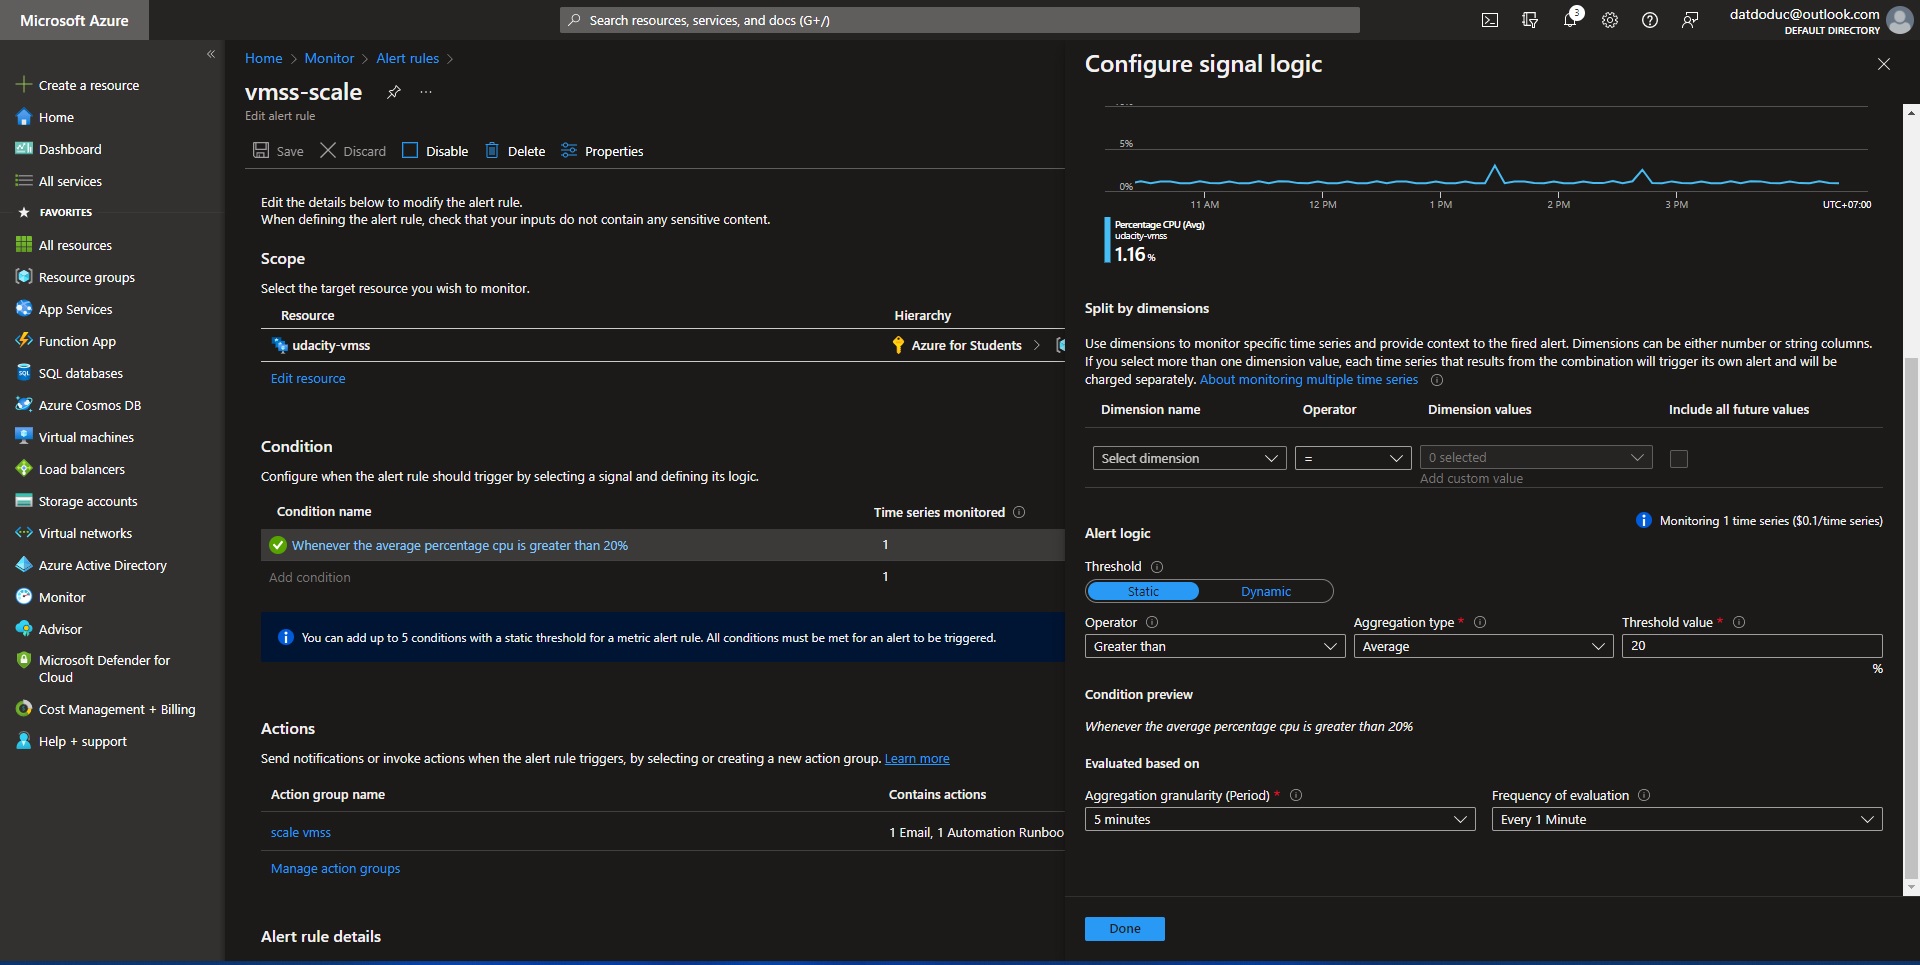 Microsoft Azure
Search resources, services, and docs (G+/)
3
datdoduc@outlook.com
DEFAULT DIRECTORY
«
Create a resource
Home
Dashboard
All services
FAVORITES
All resources
Resource groups
App Services
Function App
SQL databases
Azure Cosmos DB
Virtual machines
Load balancers
Storage accounts
Virtual networks
Azure Active Directory
Monitor
Advisor
Microsoft Defender for
Cloud
Cost Management + Billing
Help + support
Home > Monitor > Alert rules >
vmss-scale ...
Edit alert rule
Save Discard Disable Delete Properties
Edit the details below to modify the alert rule.
When defining the alert rule, check that your inputs do not contain any sensitive content.
Scope
Select the target resource you wish to monitor.
Resource Hierarchy
udacity-vmss Azure for Students >
Edit resource
Condition
Configure when the alert rule should trigger by selecting a signal and defining its logic.
Condition name Time series monitored
Whenever the average percentage cpu is greater than 20% 1
Add condition 1
You can add up to 5 conditions with a static threshold for a metric alert rule. All conditions must be met for an alert to be triggered.
Actions
Send notifications or invoke actions when the alert rule triggers, by selecting or creating a new action group. Learn more
Action group name Contains actions
scale vmss 1 Email, 1 Automation Runboo
Manage action groups
Alert rule details
Configure signal logic
5%
0%
11 AM 12 PM 1 PM 2 PM 3 PM UTC+07:00
Percentage CPU (Avg)
udacity-vmss
1.16 %
Split by dimensions
Use dimensions to monitor specific time series and provide context to the fired alert. Dimensions can be either number or string columns.
If you select more than one dimension value, each time series that results from the combination will trigger its own alert and will be
charged separately. About monitoring multiple time series
Dimension name Operator Dimension values Include all future values
Select dimension = 0 selected
Add custom value
Monitoring 1 time series ($0.1/time series)
Alert logic
Threshold
Static Dynamic
Operator Aggregation type * Threshold value *
Greater than Average 20
%
Condition preview
Whenever the average percentage cpu is greater than 20%
Evaluated based on
Aggregation granularity (Period) * Frequency of evaluation
5 minutes Every 1 Minute
Done